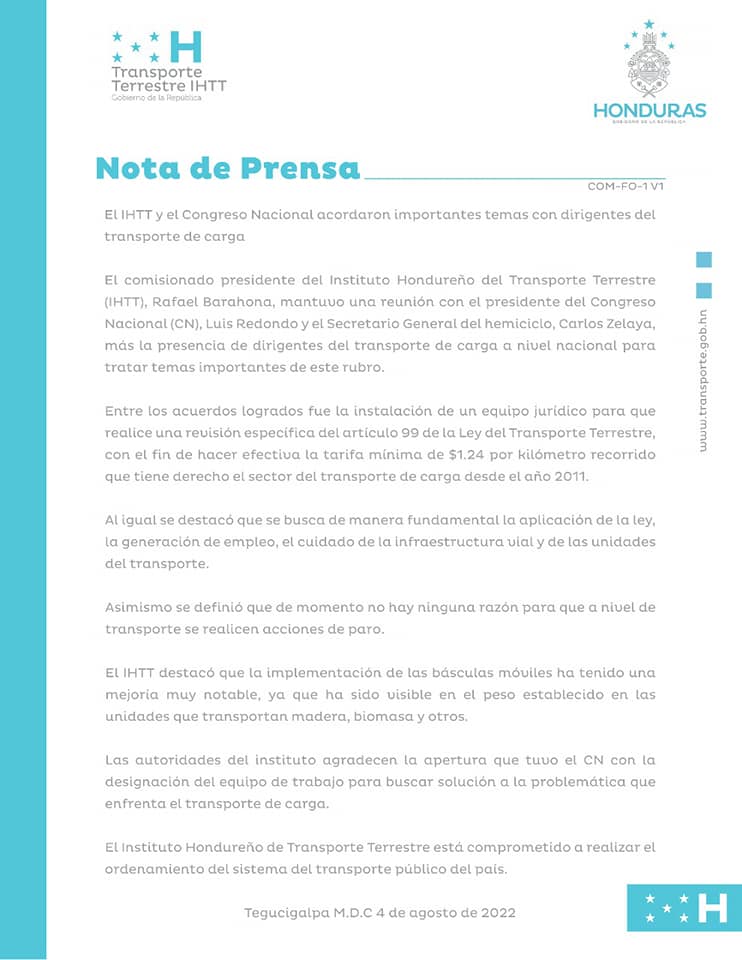 H
Transporte
Terrestre IHTT
Gobierno de la República
HONDURAS
GOBIERNO DE LA REPÚBLICA
Nota de Prensa
COM-FO-1 V1
El IHTT y el Congreso Nacional acordaron importantes temas con dirigentes del
transporte de carga
El comisionado presidente del Instituto Hondureño del Transporte Terrestre
(IHTT), Rafael Barahona, mantuvo una reunión con el presidente del Congreso
Nacional (CN), Luis Redondo y el Secretario General del hemiciclo, Carlos Zelaya,
más la presencia de dirigentes del transporte de carga a nivel nacional para
tratar temas importantes de este rubro.
Entre los acuerdos logrados fue la instalación de un equipo jurídico para que
realice una revisión específica del artículo 99 de la Ley del Transporte Terrestre,
con el fin de hacer efectiva la tarifa mínima de $1.24 por kilómetro recorrido
que tiene derecho el sector del transporte de carga desde el año 2011.
Al igual se destacó que se busca de manera fundamental la aplicación de la ley,
la generación de empleo, el cuidado de la infraestructura vial y de las unidades
del transporte.
Asimismo se definió que de momento no hay ninguna razón para que a nivel de
transporte se realicen acciones de paro.
El IHTT destacó que la implementación de las básculas móviles ha tenido una
mejoría muy notable, ya que ha sido visible en el peso establecido en las
unidades que transportan madera, biomasa y otros.
Las autoridades del instituto agradecen la apertura que tuvo el CN con la
designación del equipo de trabajo para buscar solución a la problemática que
enfrenta el transporte de carga.
El Instituto Hondureño de Transporte Terrestre está comprometido a realizar el
ordenamiento del sistema del transporte público del país.
Tegucigalpa M.D.C 4 de agosto de 2022
www.transporte.gob.hn
H